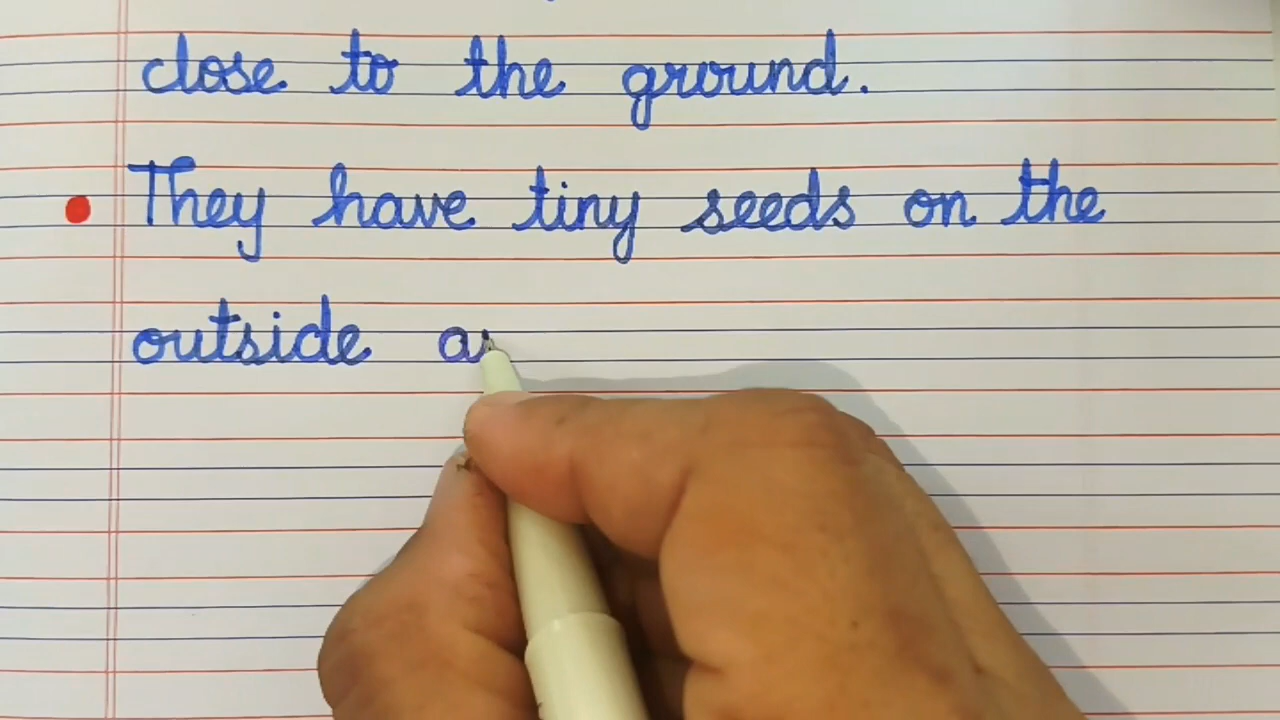 close to the ground.
They have tiny seeds on the
outside a